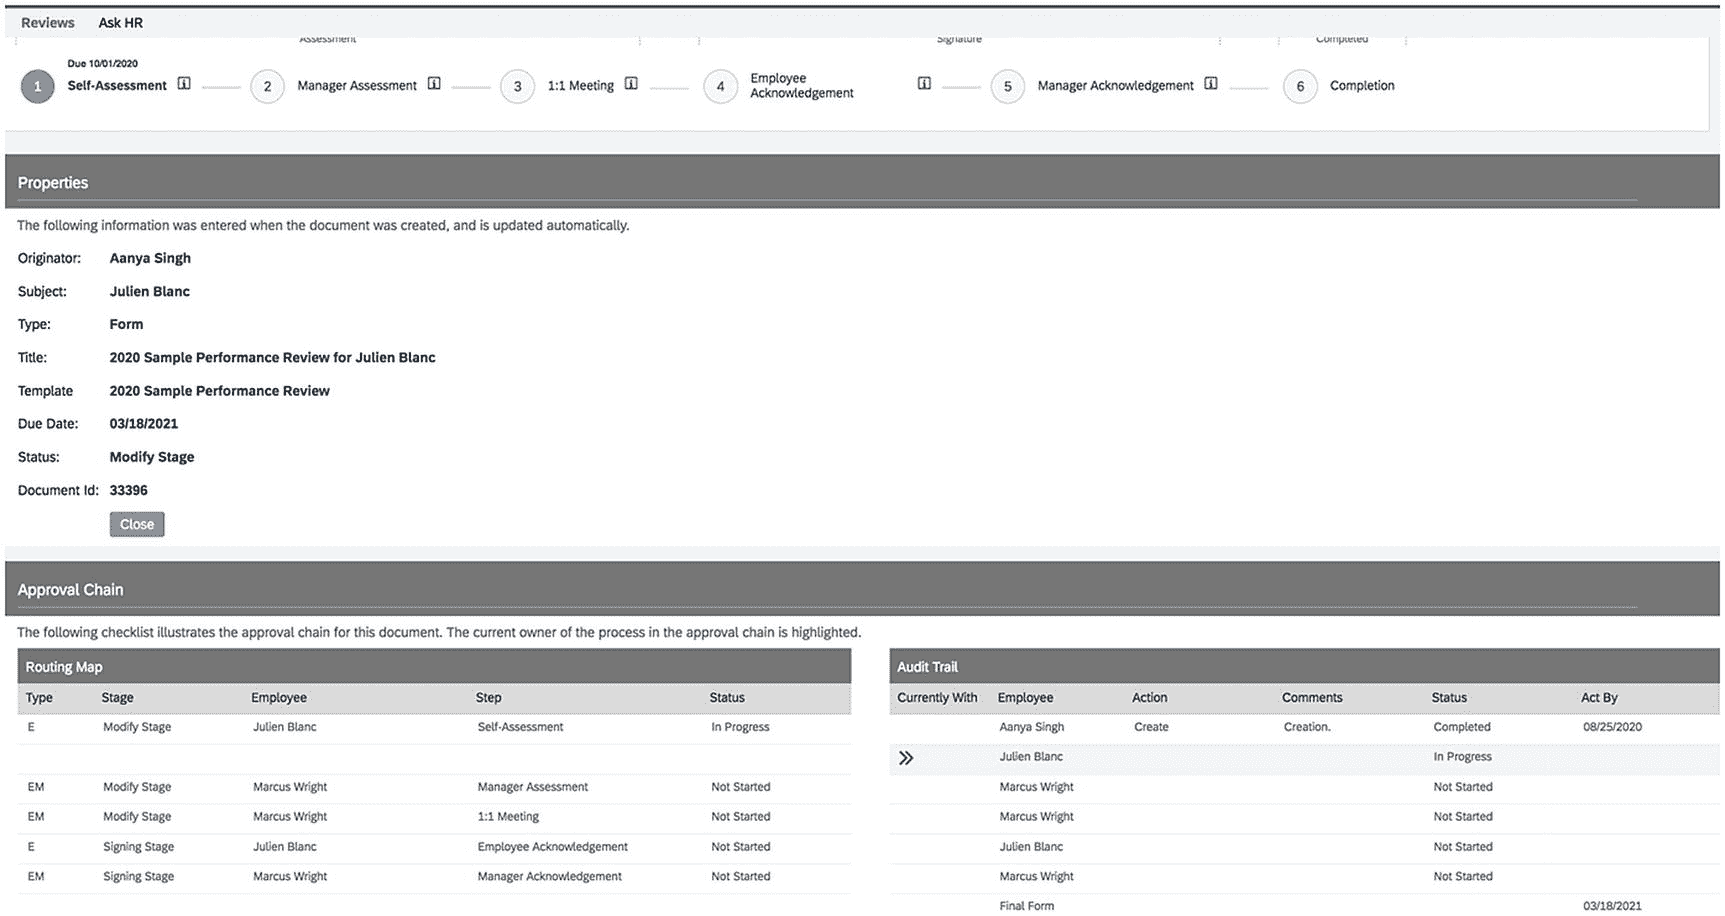 Reviews Ask HR
Assessment Signature Completed
Due 10/01/2020
1 Self-Assessment 2 Manager Assessment 3 1:1 Meeting 4 Employee Acknowledgement 5 Manager Acknowledgement 6 Completion
Properties
The following information was entered when the document was created, and is updated automatically.
Originator: Aanya Singh
Subject: Julien Blanc
Type: Form
Title: 2020 Sample Performance Review for Julien Blanc
Template 2020 Sample Performance Review
Due Date: 03/18/2021
Status: Modify Stage
Document Id: 33396
Close
Approval Chain
The following checklist illustrates the approval chain for this document. The current owner of the process in the approval chain is highlighted.
Routing Map
Type Stage Employee Step Status
E Modify Stage Julien Blanc Self-Assessment In Progress
EM Modify Stage Marcus Wright Manager Assessment Not Started
EM Modify Stage Marcus Wright 1:1 Meeting Not Started
E Signing Stage Julien Blanc Employee Acknowledgement Not Started
EM Signing Stage Marcus Wright Manager Acknowledgement Not Started
Audit Trail
Currently With Employee Action Comments Status Act By
Aanya Singh Create Creation. Completed 08/25/2020
Julien Blanc In Progress
Marcus Wright Not Started
Marcus Wright Not Started
Julien Blanc Not Started
Marcus Wright Not Started
Final Form 03/18/2021